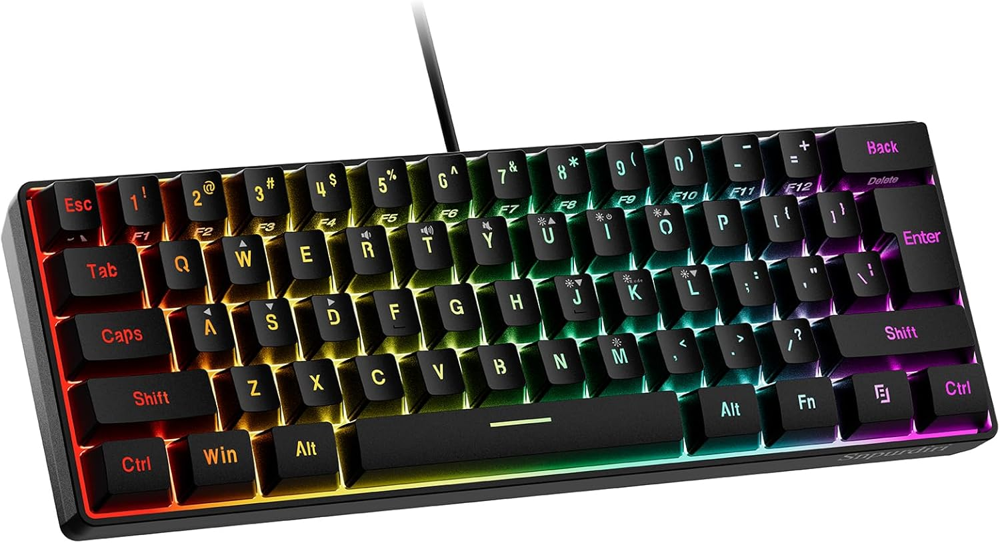 Esc 1! 2@ 3# 4$ 5% 6^ 7& 8* 9( 0) -_ =+ Back
F1 F2 F3 F4 F5 F6 F7 F8 F9 F10 F11 F12 Delete
Tab Q W E R T Y U I O P [{ ]} Enter
Caps A S D F G H J K L ;: '" \¦
Mode
Shift Z X C V B N M ,< .> /? Shift
Ctrl Win Alt Alt Fn Ctrl
Snpurdiri